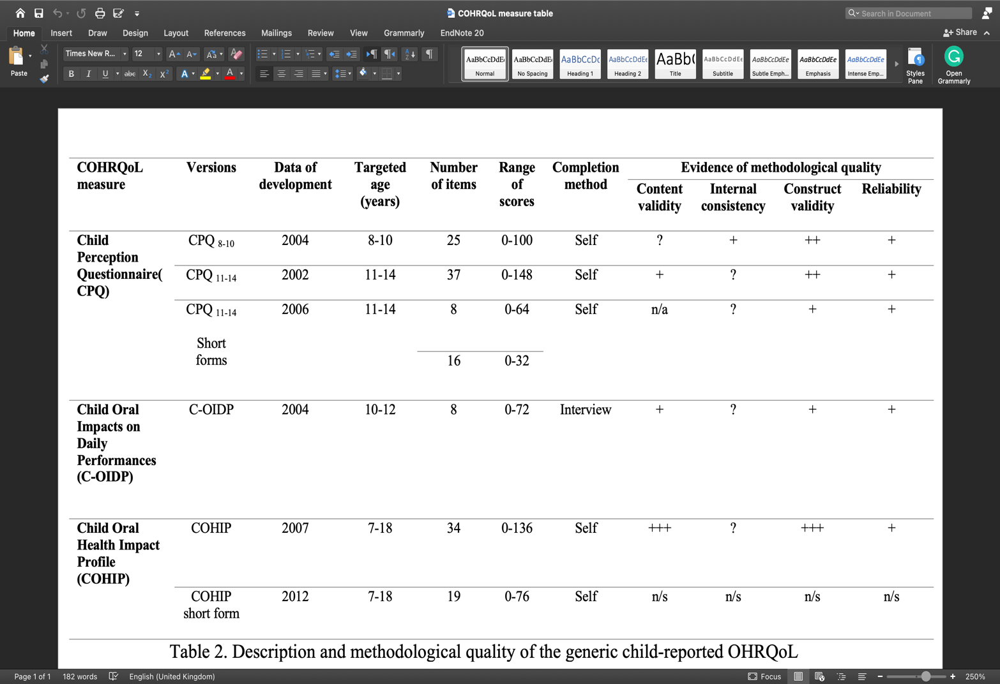 COHRQoL measure table
Search in Document
Home Insert Draw Design Layout References Mailings Review View Grammarly EndNote 20
Share
Paste
Times New R... 12
B I U abc X₂ X²
AaBbCcDdE AaBbCcDdE AaBbCcDc AaBbCcDdEe AaBb( AaBbCcDdEe AaBbCcDdEe AaBbCcDdEe AaBbCcDdEe
Normal No Spacing Heading 1 Heading 2 Title Subtitle Subtle Emph... Emphasis Intense Emp...
Styles
Pane
Open
Grammarly
COHRQoL Versions Data of Targeted Number Range Completion Evidence of methodological quality
measure development age of items of method Content Internal Construct Reliability
(years) scores validity consistency validity
Child CPQ 8-10 2004 8-10 25 0-100 Self ? + ++ +
Perception
Questionnaire( CPQ 11-14 2002 11-14 37 0-148 Self + ? ++ +
CPQ)
CPQ 11-14 2006 11-14 8 0-64 Self n/a ? + +
Short
forms 16 0-32
Child Oral C-OIDP 2004 10-12 8 0-72 Interview + ? + +
Impacts on
Daily
Performances
(C-OIDP)
Child Oral COHIP 2007 7-18 34 0-136 Self +++ ? +++ +
Health Impact
Profile
(COHIP)
COHIP 2012 7-18 19 0-76 Self n/s n/s n/s n/s
short form
Table 2. Description and methodological quality of the generic child-reported OHRQoL
Page 1 of 1 182 words English (United Kingdom) Focus 250%